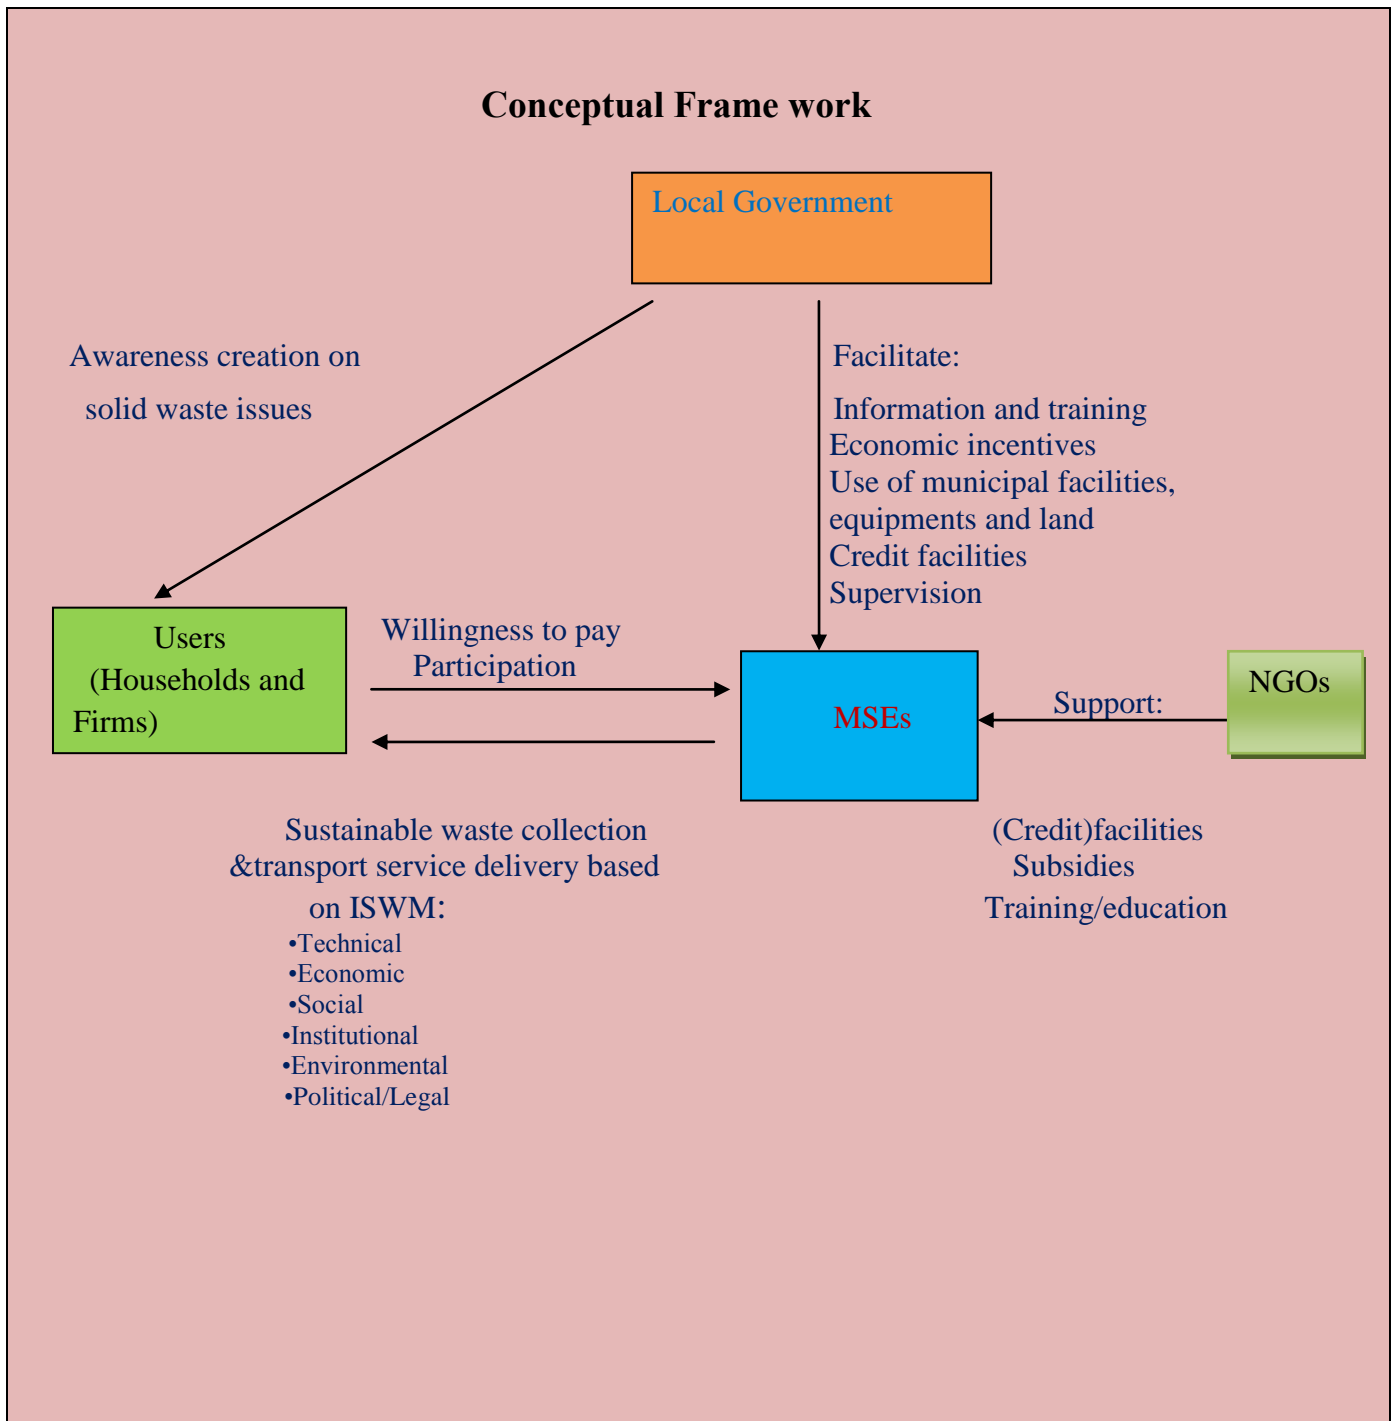 Conceptual Frame work
Local Government
Awareness creation on
solid waste issues
Facilitate:
Information and training
Economic incentives
Use of municipal facilities,
equipments and land
Credit facilities
Supervision
Users
(Households and
Firms)
Willingness to pay
Participation
MSEs
Support:
NGOs
Sustainable waste collection
&transport service delivery based
on ISWM:
•Technical
•Economic
•Social
•Institutional
•Environmental
•Political/Legal
(Credit)facilities
Subsidies
Training/education